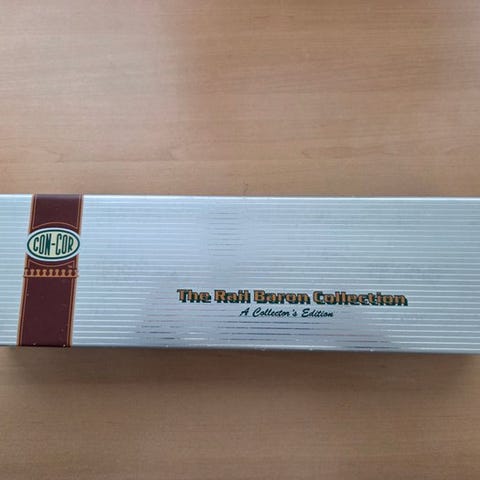 CON-COR
The Rail Baron Collection
A Collector's Edition